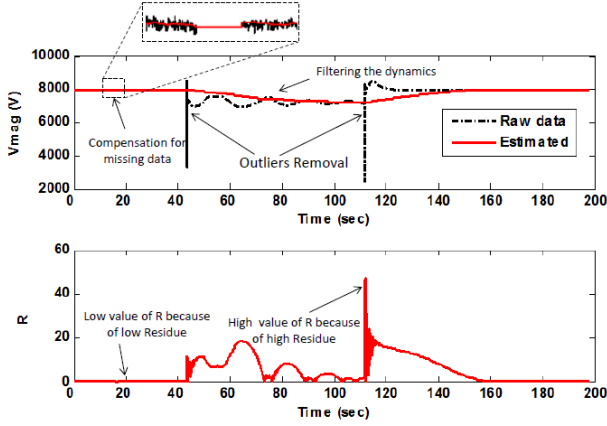 Filtering the dynamics
Compensation for
missing data
Outliers Removal
Raw data
Estimated
Vmag (V)
10000
8000
6000
4000
2000
0
20
40
60
80
100
120
140
160
180
200
Time (sec)
Low value of R because
of low Residue
High value of R because
of high Residue
R
60
40
20
0
0
20
40
60
80
100
120
140
160
180
200
Time (sec)